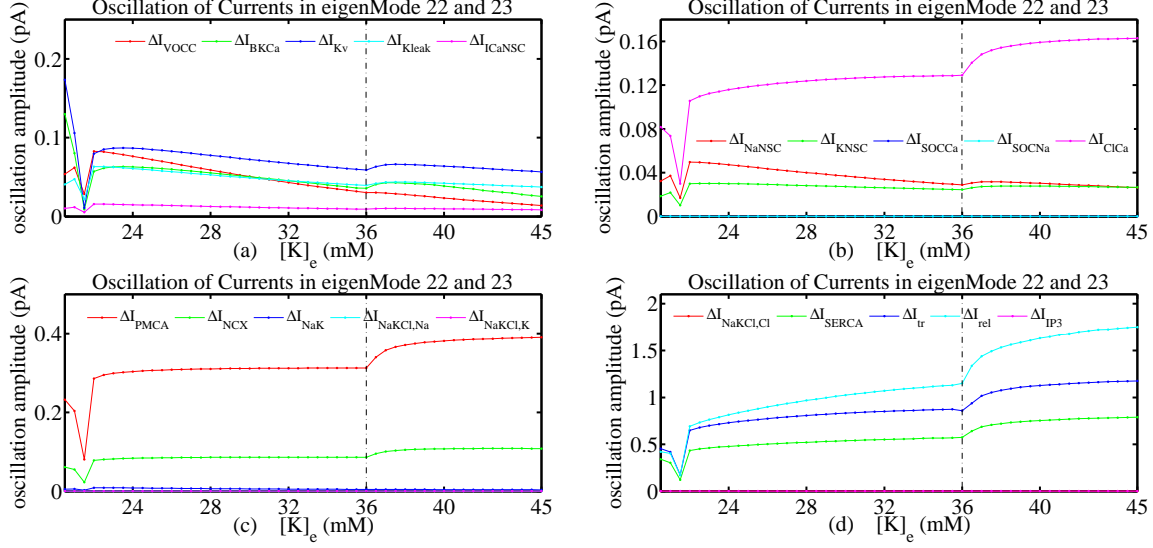 Oscillation of Currents in eigenMode 22 and 23
oscillation amplitude (pA)
ΔI_VOCC ΔI_BKCa ΔI_Kv ΔI_Kleak ΔI_ICaNSC
0.2
0.1
0
24 28 32 36 40 45
(a) [K]_e (mM)
Oscillation of Currents in eigenMode 22 and 23
oscillation amplitude (pA)
0.16
0.12
0.08
ΔI_NaNSC ΔI_KNSC ΔI_SOCCa ΔI_SOCNa ΔI_ClCa
0.04
0
24 28 32 36 40 45
(b) [K]_e (mM)
Oscillation of Currents in eigenMode 22 and 23
oscillation amplitude (pA)
ΔI_PMCA ΔI_NCX ΔI_NaK ΔI_NaKCl,Na ΔI_NaKCl,K
0.4
0.2
0
24 28 32 36 40 45
(c) [K]_e (mM)
Oscillation of Currents in eigenMode 22 and 23
oscillation amplitude (pA)
2
ΔI_NaKCl,Cl ΔI_SERCA ΔI_tr ΔI_rel ΔI_IP3
1.5
1
0.5
0
24 28 32 36 40 45
(d) [K]_e (mM)